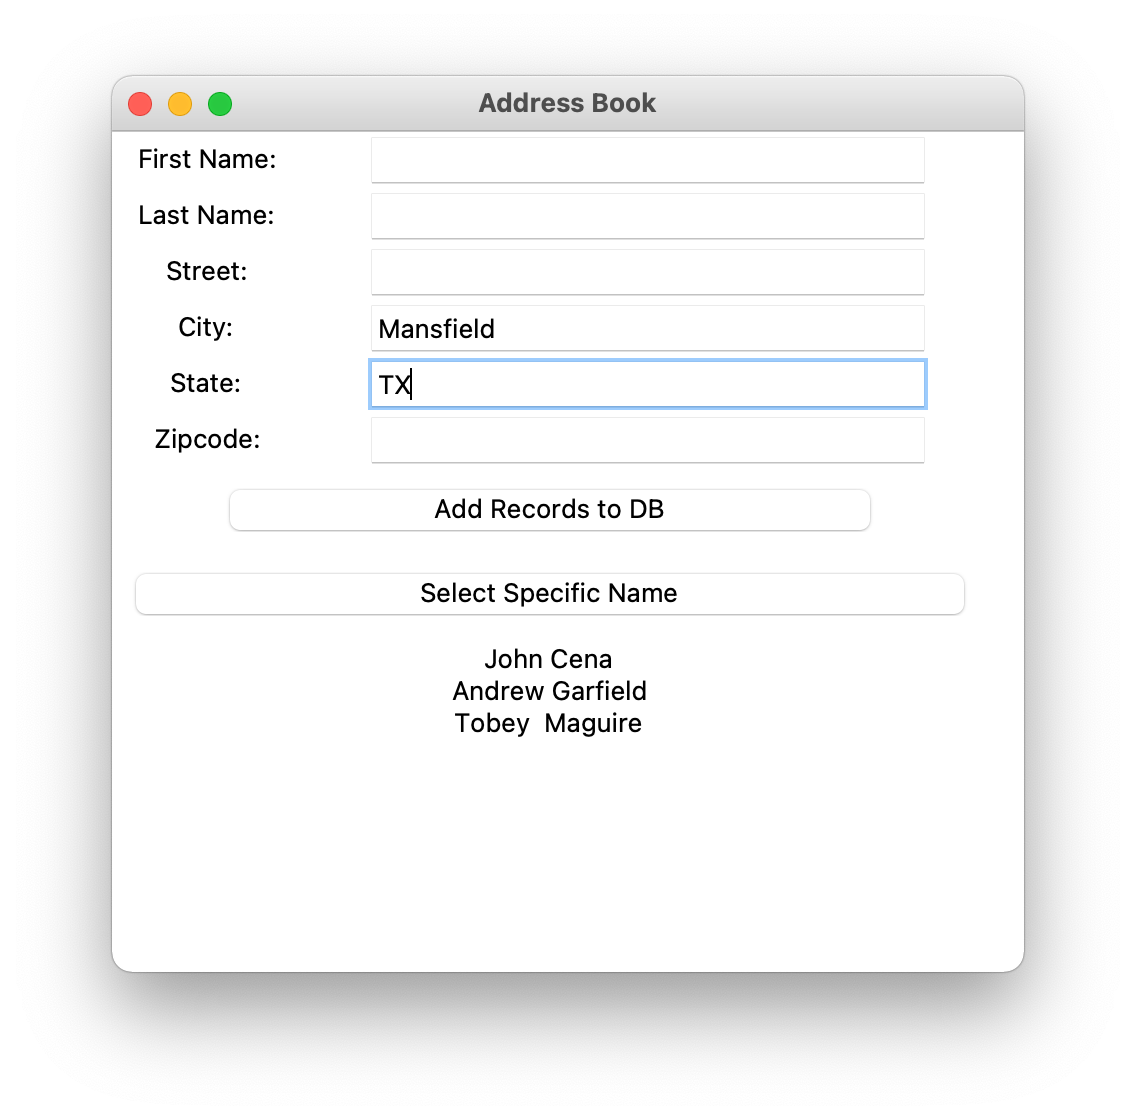 Address Book
First Name:
Last Name:
Street:
City: Mansfield
State: TX
Zipcode:
Add Records to DB
Select Specific Name
John Cena
Andrew Garfield
Tobey  Maguire